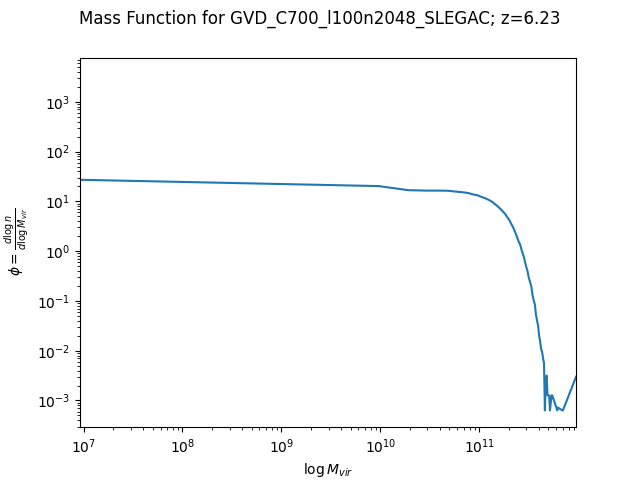 Mass Function for GVD_C700_l100n2048_SLEGAC; z=6.23
ϕ = d log n / d log M_vir
10³
10²
10¹
10⁰
10⁻¹
10⁻²
10⁻³
10⁷ 10⁸ 10⁹ 10¹⁰ 10¹¹
log M_vir